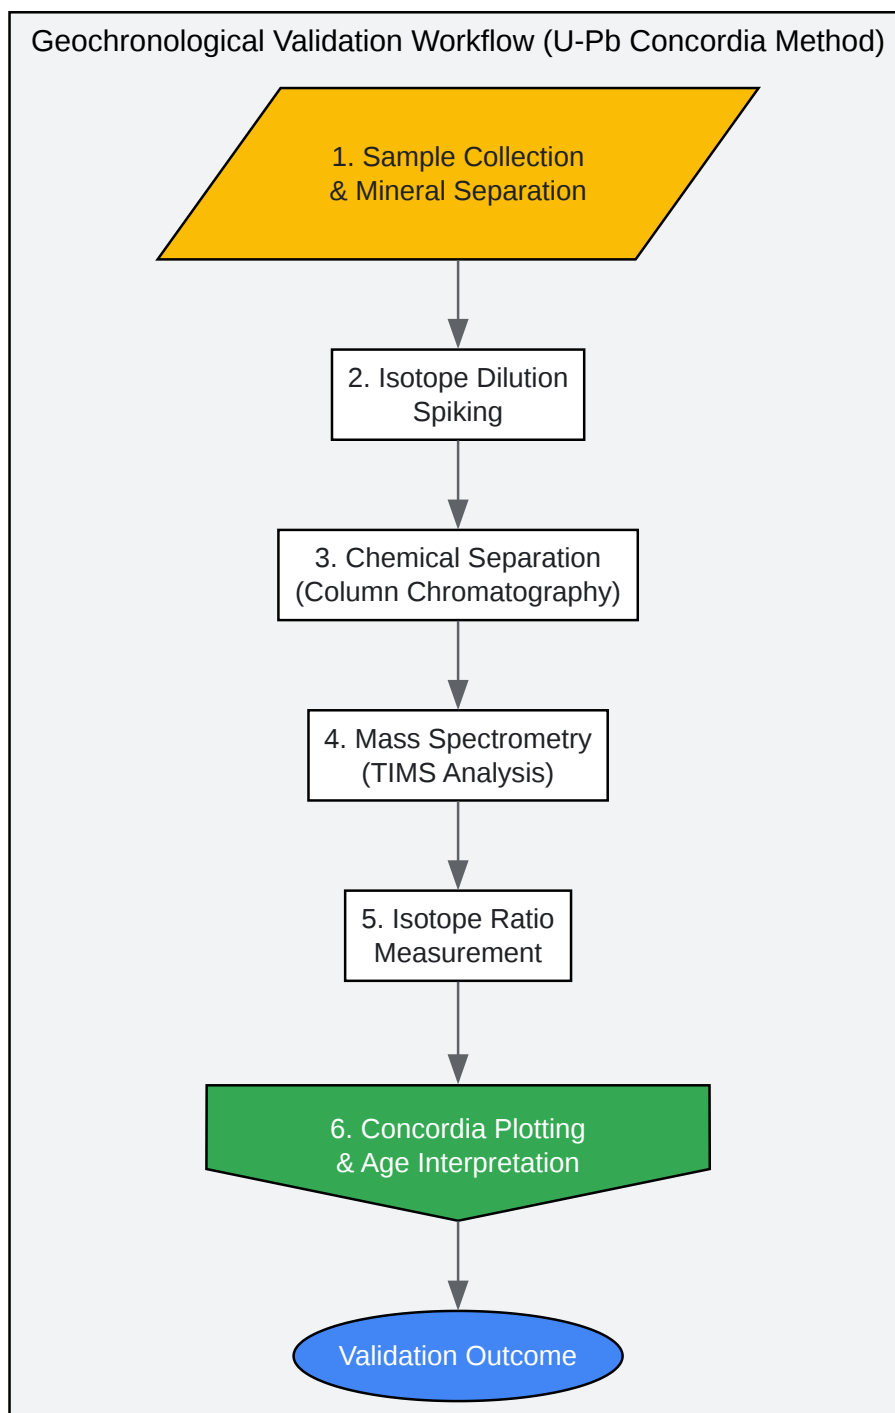 Geochronological Validation Workflow (U-Pb Concordia Method)
1. Sample Collection
& Mineral Separation
2. Isotope Dilution
Spiking
3. Chemical Separation
(Column Chromatography)
4. Mass Spectrometry
(TIMS Analysis)
5. Isotope Ratio
Measurement
6. Concordia Plotting
& Age Interpretation
Validation Outcome